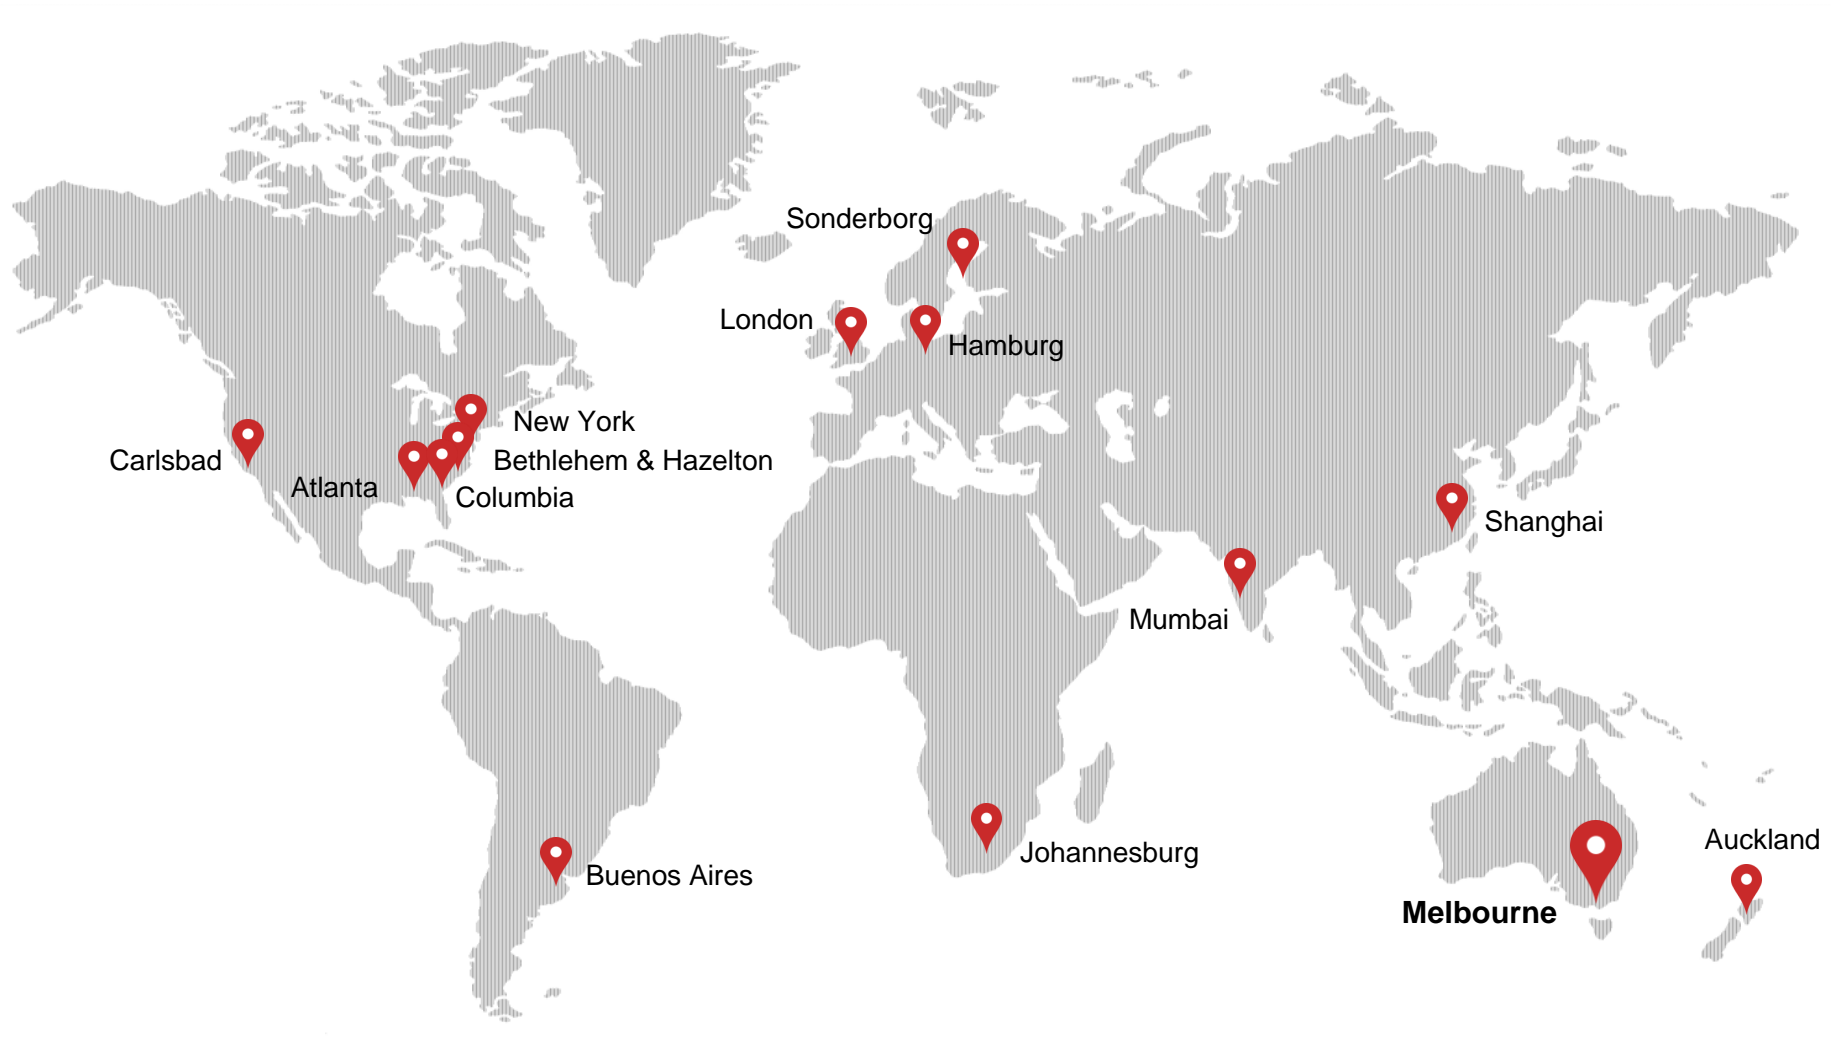 Sonderborg
London
Hamburg
New York
Carlsbad
Bethlehem & Hazelton
Atlanta
Columbia
Shanghai
Mumbai
Johannesburg
Buenos Aires
Auckland
Melbourne